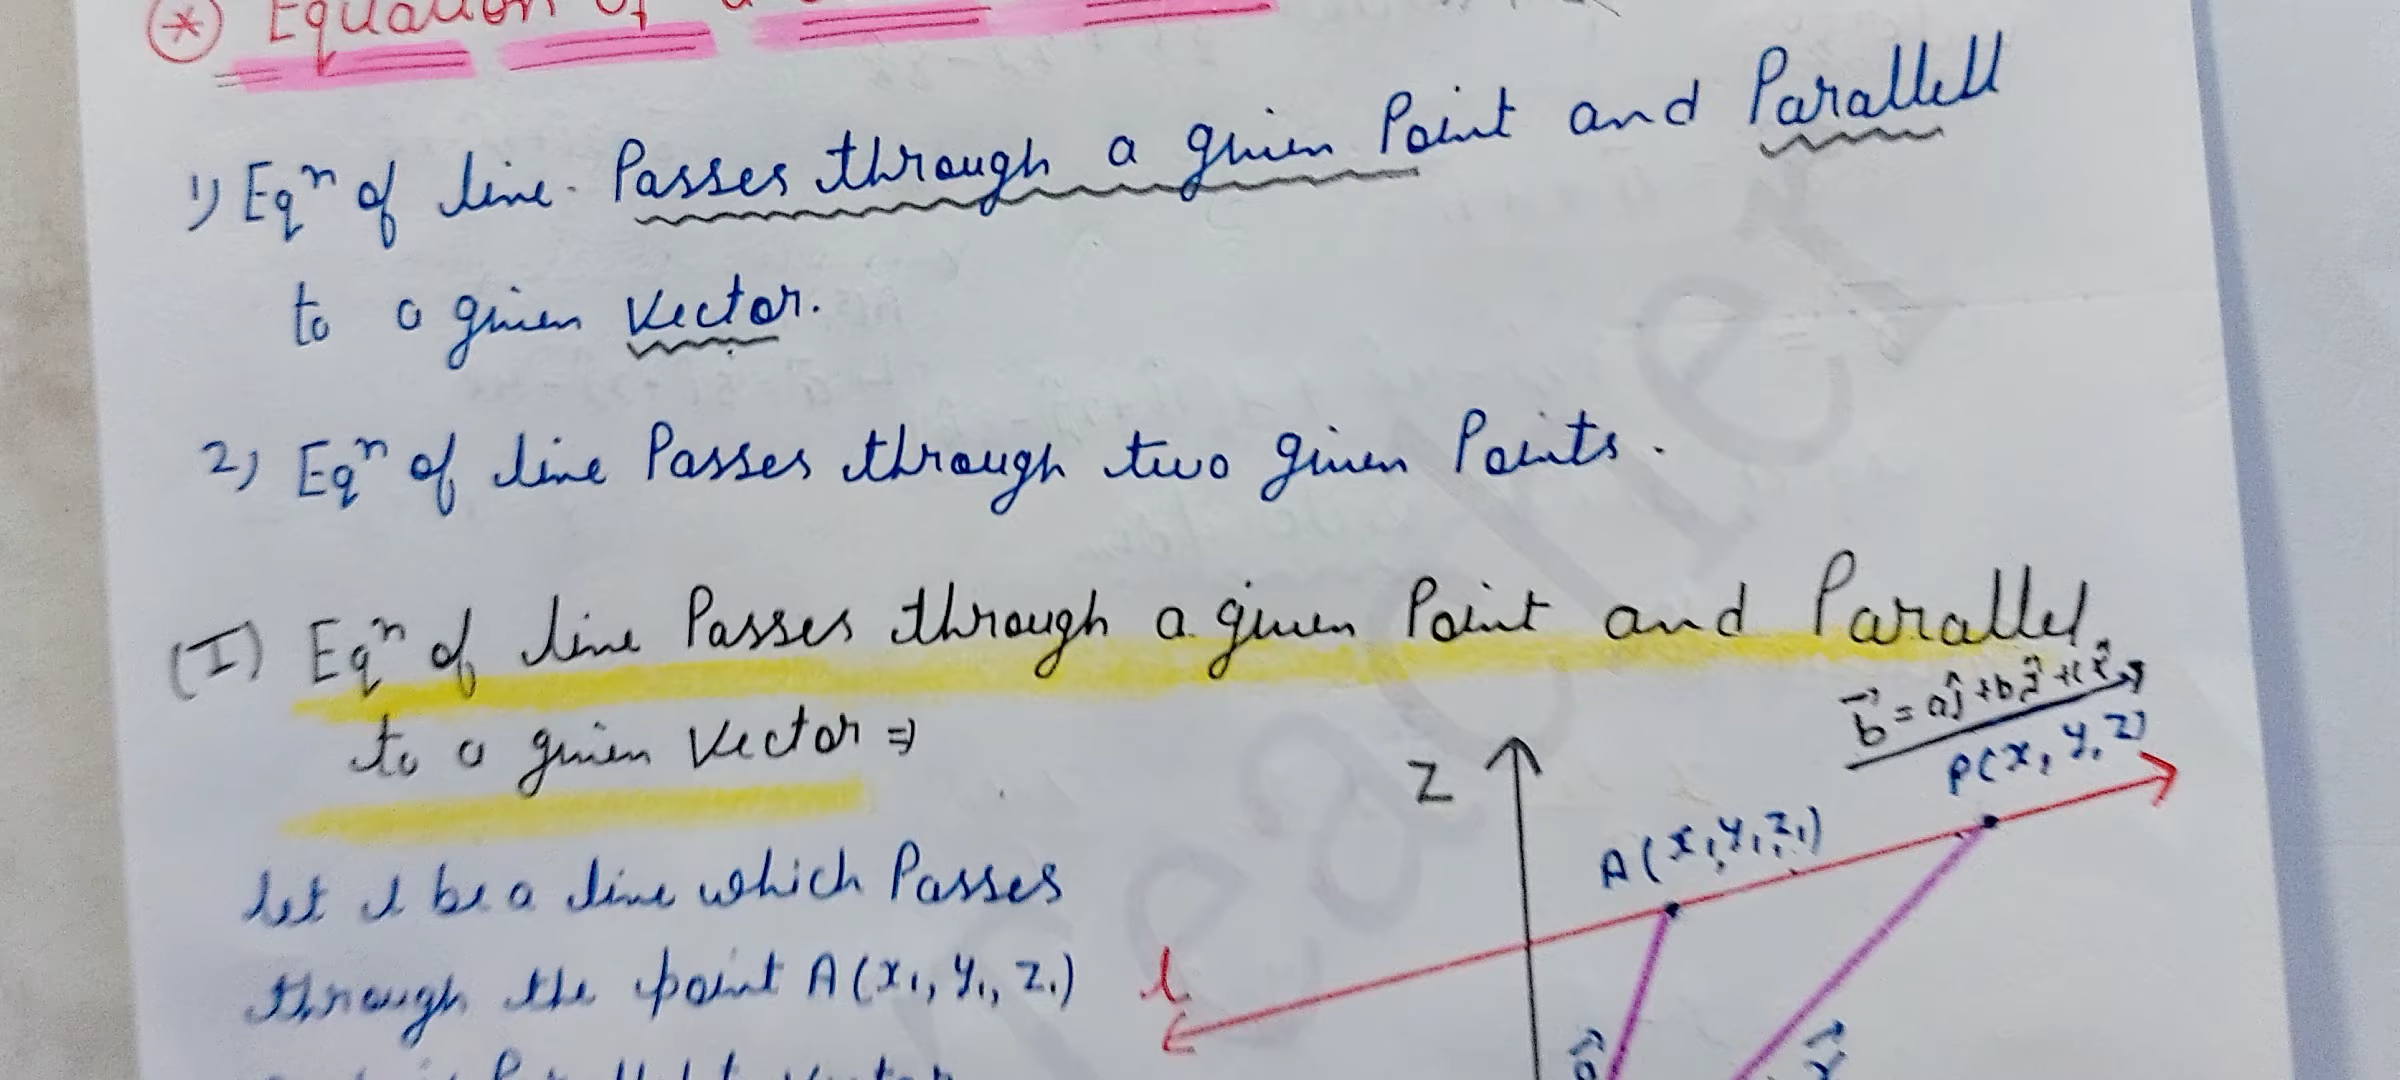 * Equation of a
1) Eqⁿ of line Passes through a given Point and Parallell
to a given Vector.
2) Eqⁿ of line Passes through two given Points.
(I) Eqⁿ of line Passes through a given Point and Parallel
to a given Vector ⇒
b⃗ = aĵ + bĵ + ck̂
Z
P(x, y, z)
A(x₁, y₁, z₁)
let l be a line which Passes
through the point A(x₁, y₁, z₁)
l
a⃗
r⃗